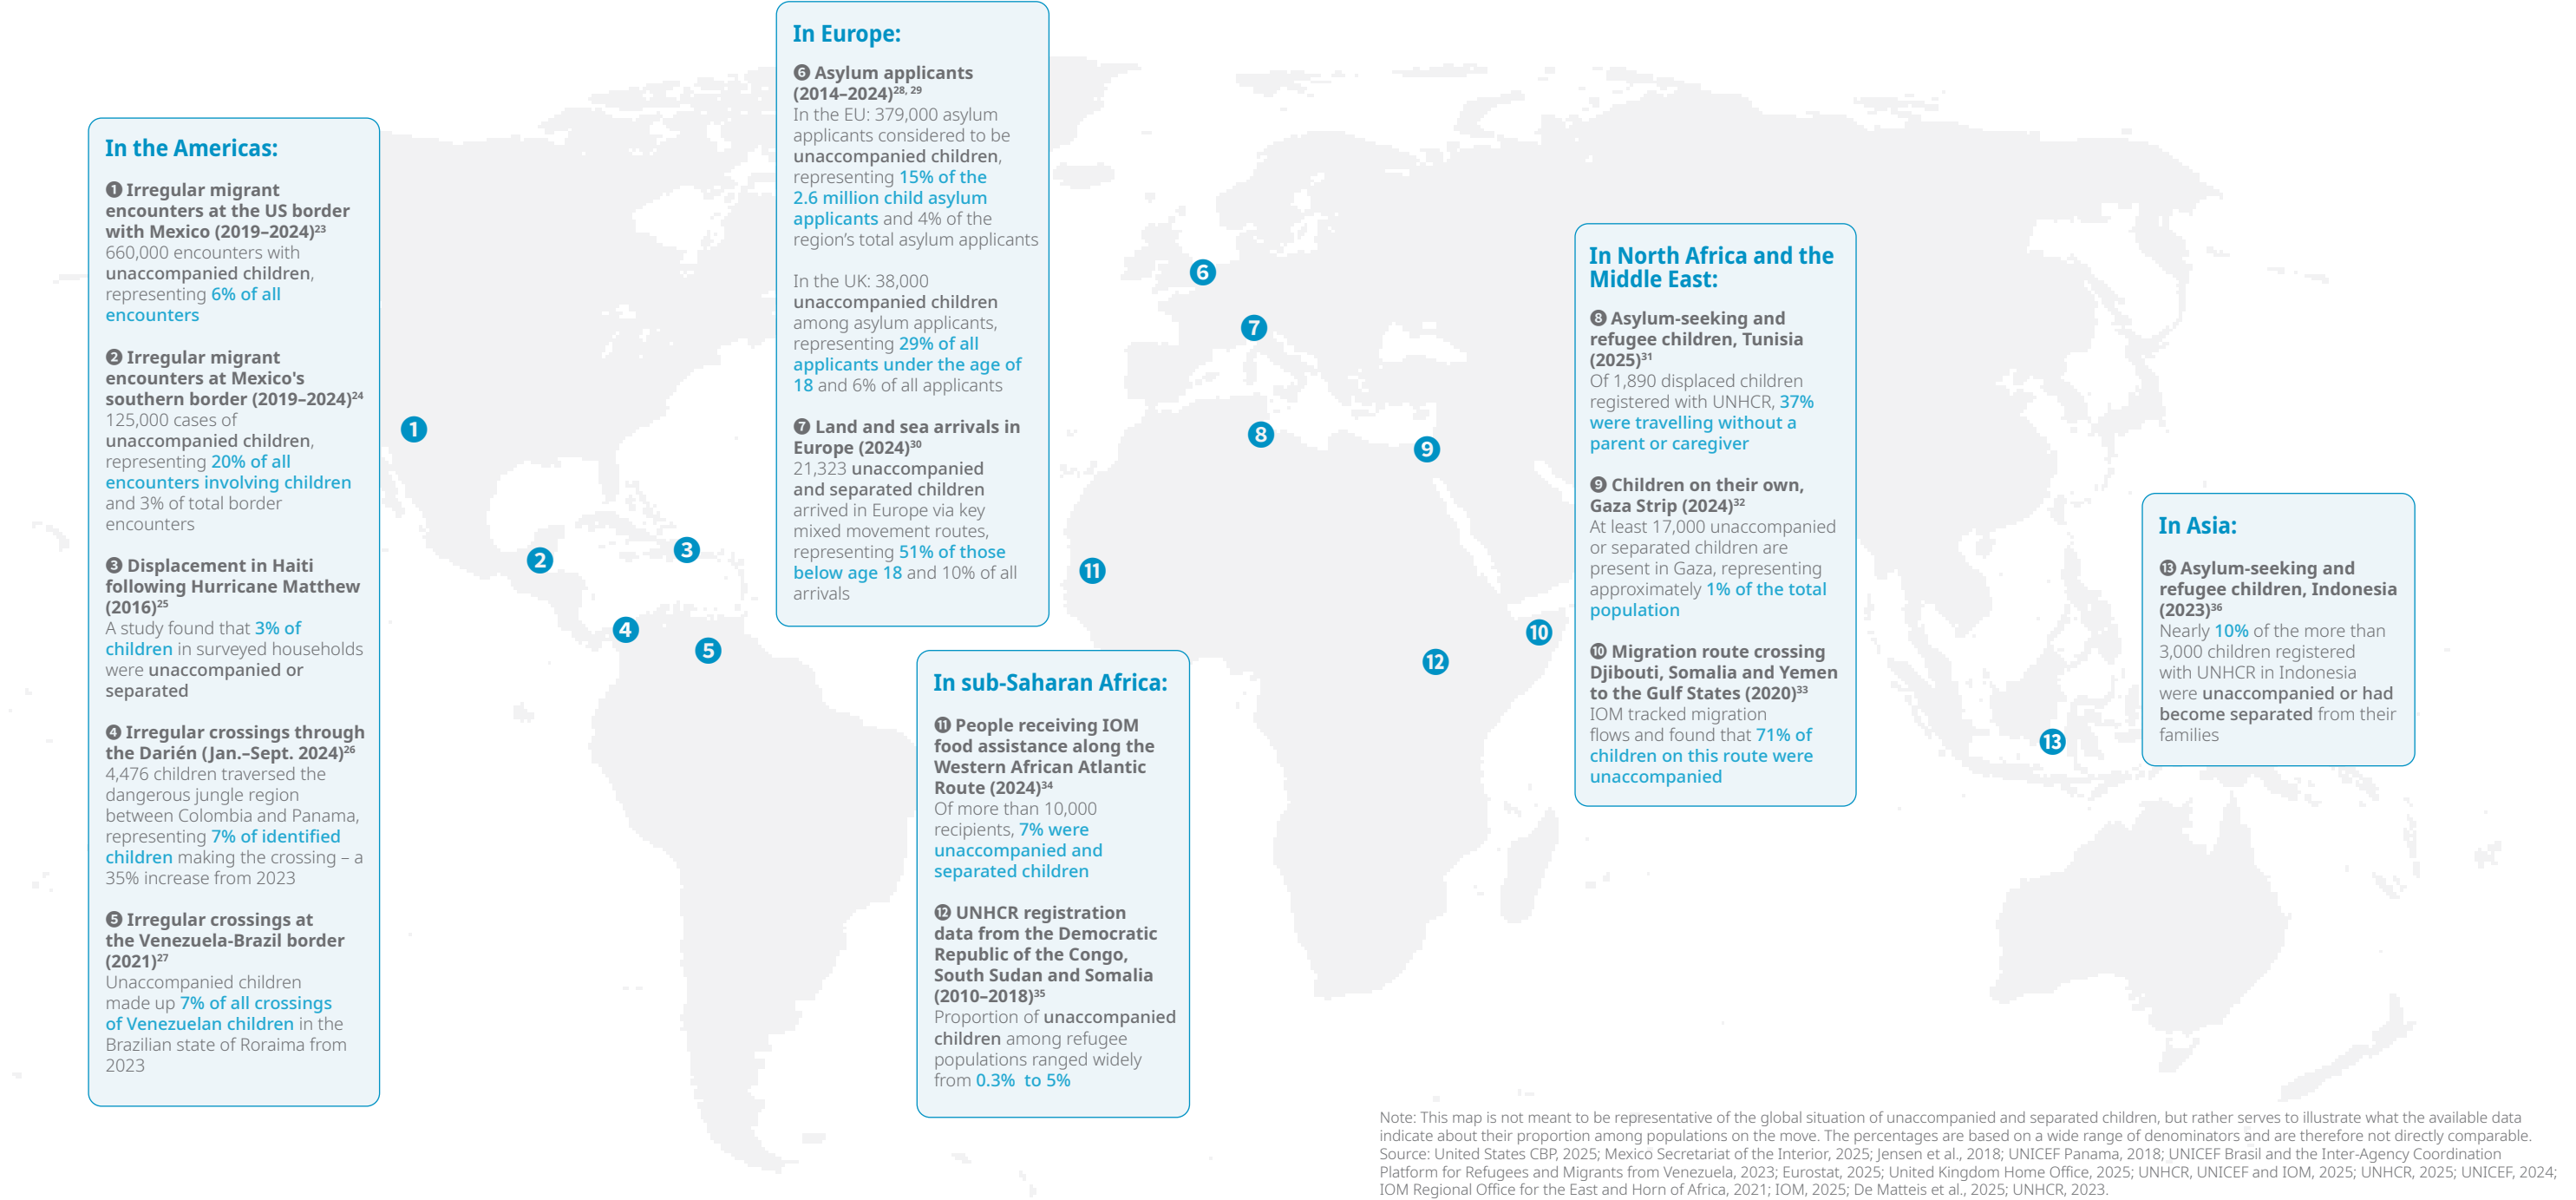 In the Americas:
❶ Irregular migrant
encounters at the US border
with Mexico (2019–2024)²³
660,000 encounters with
unaccompanied children,
representing 6% of all
encounters
❷ Irregular migrant
encounters at Mexico's
southern border (2019–2024)²⁴
125,000 cases of
unaccompanied children,
representing 20% of all
encounters involving children
and 3% of total border
encounters
❸ Displacement in Haiti
following Hurricane Matthew
(2016)²⁵
A study found that 3% of
children in surveyed households
were unaccompanied or
separated
❹ Irregular crossings through
the Darién (Jan.–Sept. 2024)²⁶
4,476 children traversed the
dangerous jungle region
between Colombia and Panama,
representing 7% of identified
children making the crossing – a
35% increase from 2023
❺ Irregular crossings at
the Venezuela-Brazil border
(2021)²⁷
Unaccompanied children
made up 7% of all crossings
of Venezuelan children in the
Brazilian state of Roraima from
2023
In Europe:
❻ Asylum applicants
(2014–2024)²⁸, ²⁹
In the EU: 379,000 asylum
applicants considered to be
unaccompanied children,
representing 15% of the
2.6 million child asylum
applicants and 4% of the
region’s total asylum applicants
In the UK: 38,000
unaccompanied children
among asylum applicants,
representing 29% of all
applicants under the age of
18 and 6% of all applicants
❼ Land and sea arrivals in
Europe (2024)³⁰
21,323 unaccompanied
and separated children
arrived in Europe via key
mixed movement routes,
representing 51% of those
below age 18 and 10% of all
arrivals
In sub-Saharan Africa:
⓫ People receiving IOM
food assistance along the
Western African Atlantic
Route (2024)³⁴
Of more than 10,000
recipients, 7% were
unaccompanied and
separated children
⓬ UNHCR registration
data from the Democratic
Republic of the Congo,
South Sudan and Somalia
(2010–2018)³⁵
Proportion of unaccompanied
children among refugee
populations ranged widely
from 0.3% to 5%
In North Africa and the
Middle East:
❽ Asylum-seeking and
refugee children, Tunisia
(2025)³¹
Of 1,890 displaced children
registered with UNHCR, 37%
were travelling without a
parent or caregiver
❾ Children on their own,
Gaza Strip (2024)³²
At least 17,000 unaccompanied
or separated children are
present in Gaza, representing
approximately 1% of the total
population
❿ Migration route crossing
Djibouti, Somalia and Yemen
to the Gulf States (2020)³³
IOM tracked migration
flows and found that 71% of
children on this route were
unaccompanied
In Asia:
⓭ Asylum-seeking and
refugee children, Indonesia
(2023)³⁶
Nearly 10% of the more than
3,000 children registered
with UNHCR in Indonesia
were unaccompanied or had
become separated from their
families
1
2
3
4
5
6
7
8
9
10
11
12
13
Note: This map is not meant to be representative of the global situation of unaccompanied and separated children, but rather serves to illustrate what the available data
indicate about their proportion among populations on the move. The percentages are based on a wide range of denominators and are therefore not directly comparable.
Source: United States CBP, 2025; Mexico Secretariat of the Interior, 2025; Jensen et al., 2018; UNICEF Panama, 2018; UNICEF Brasil and the Inter-Agency Coordination
Platform for Refugees and Migrants from Venezuela, 2023; Eurostat, 2025; United Kingdom Home Office, 2025; UNHCR, UNICEF and IOM, 2025; UNHCR, 2025; UNICEF, 2024;
IOM Regional Office for the East and Horn of Africa, 2021; IOM, 2025; De Matteis et al., 2025; UNHCR, 2023.